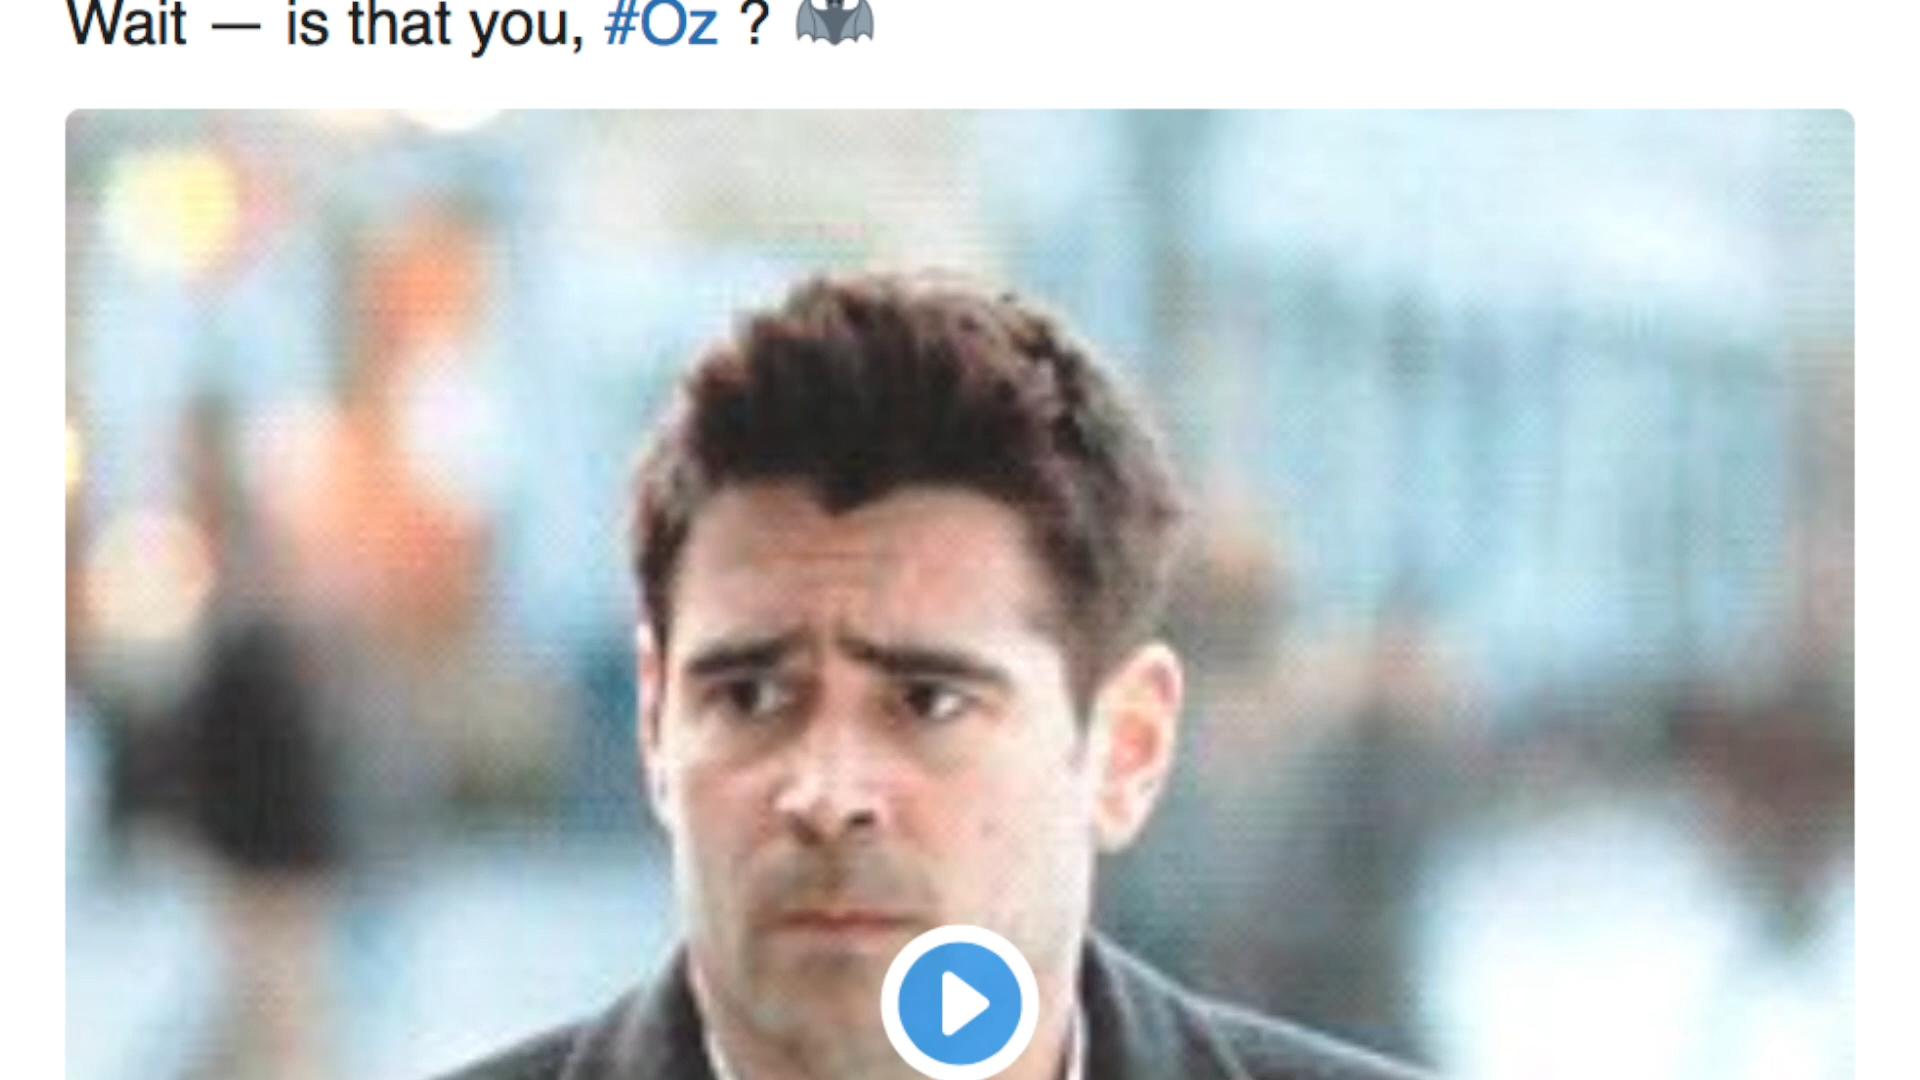 Wait — is that you, #Oz ? 🦇